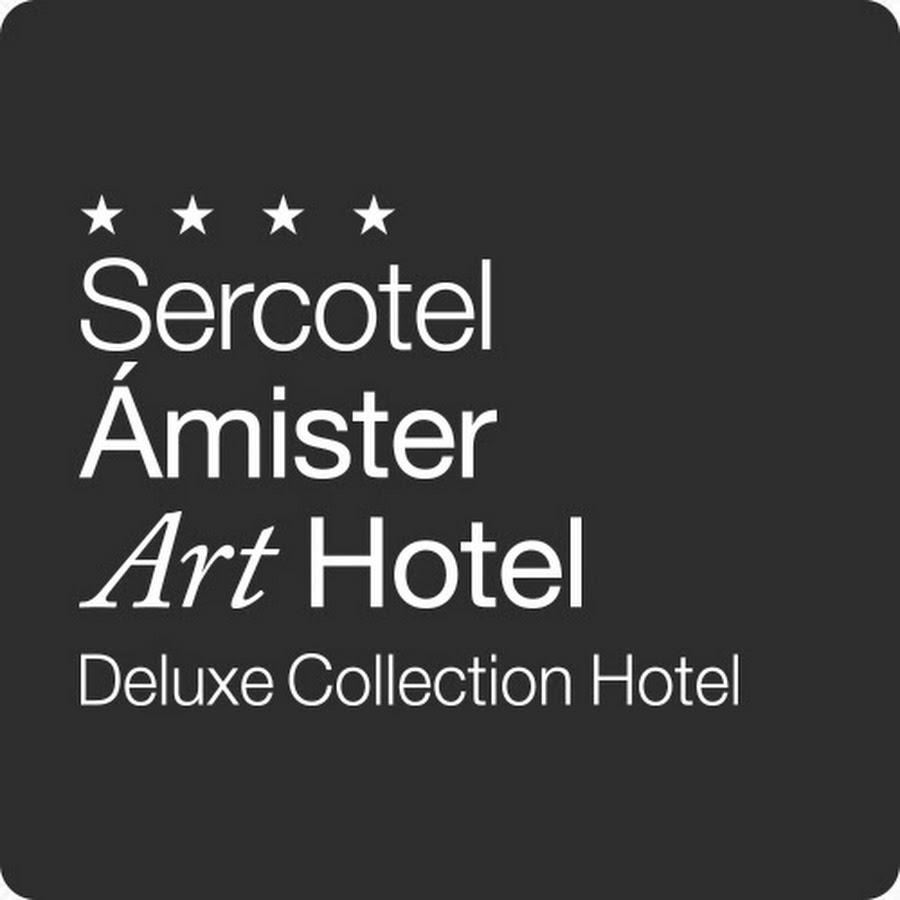 ★ ★ ★ ★
Sercotel
Ámister
Art Hotel
Deluxe Collection Hotel